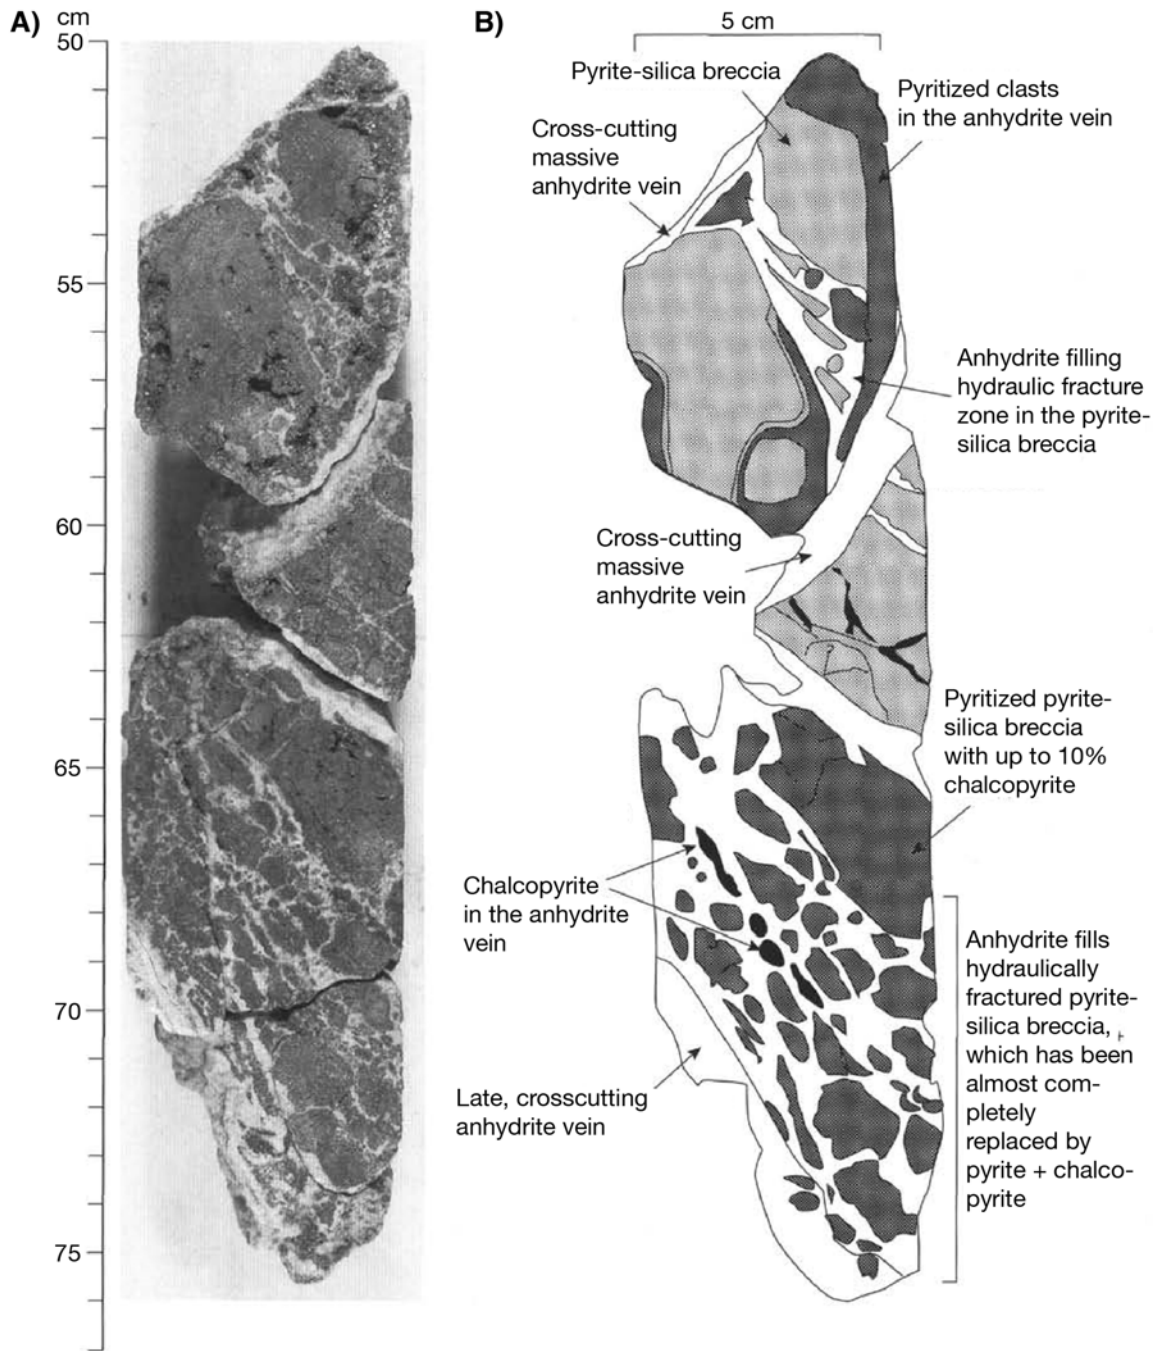 A)
cm
50
55
60
65
70
75
B)
5 cm
Pyrite-silica breccia
Pyritized clasts
in the anhydrite vein
Cross-cutting
massive
anhydrite vein
Anhydrite filling
hydraulic fracture
zone in the pyrite-
silica breccia
Cross-cutting
massive
anhydrite vein
Pyritized pyrite-
silica breccia
with up to 10%
chalcopyrite
Chalcopyrite
in the anhydrite
vein
Anhydrite fills
hydraulically
fractured pyrite-
silica breccia,
which has been
almost com-
pletely
replaced by
pyrite + chalco-
pyrite
Late, crosscutting
anhydrite vein